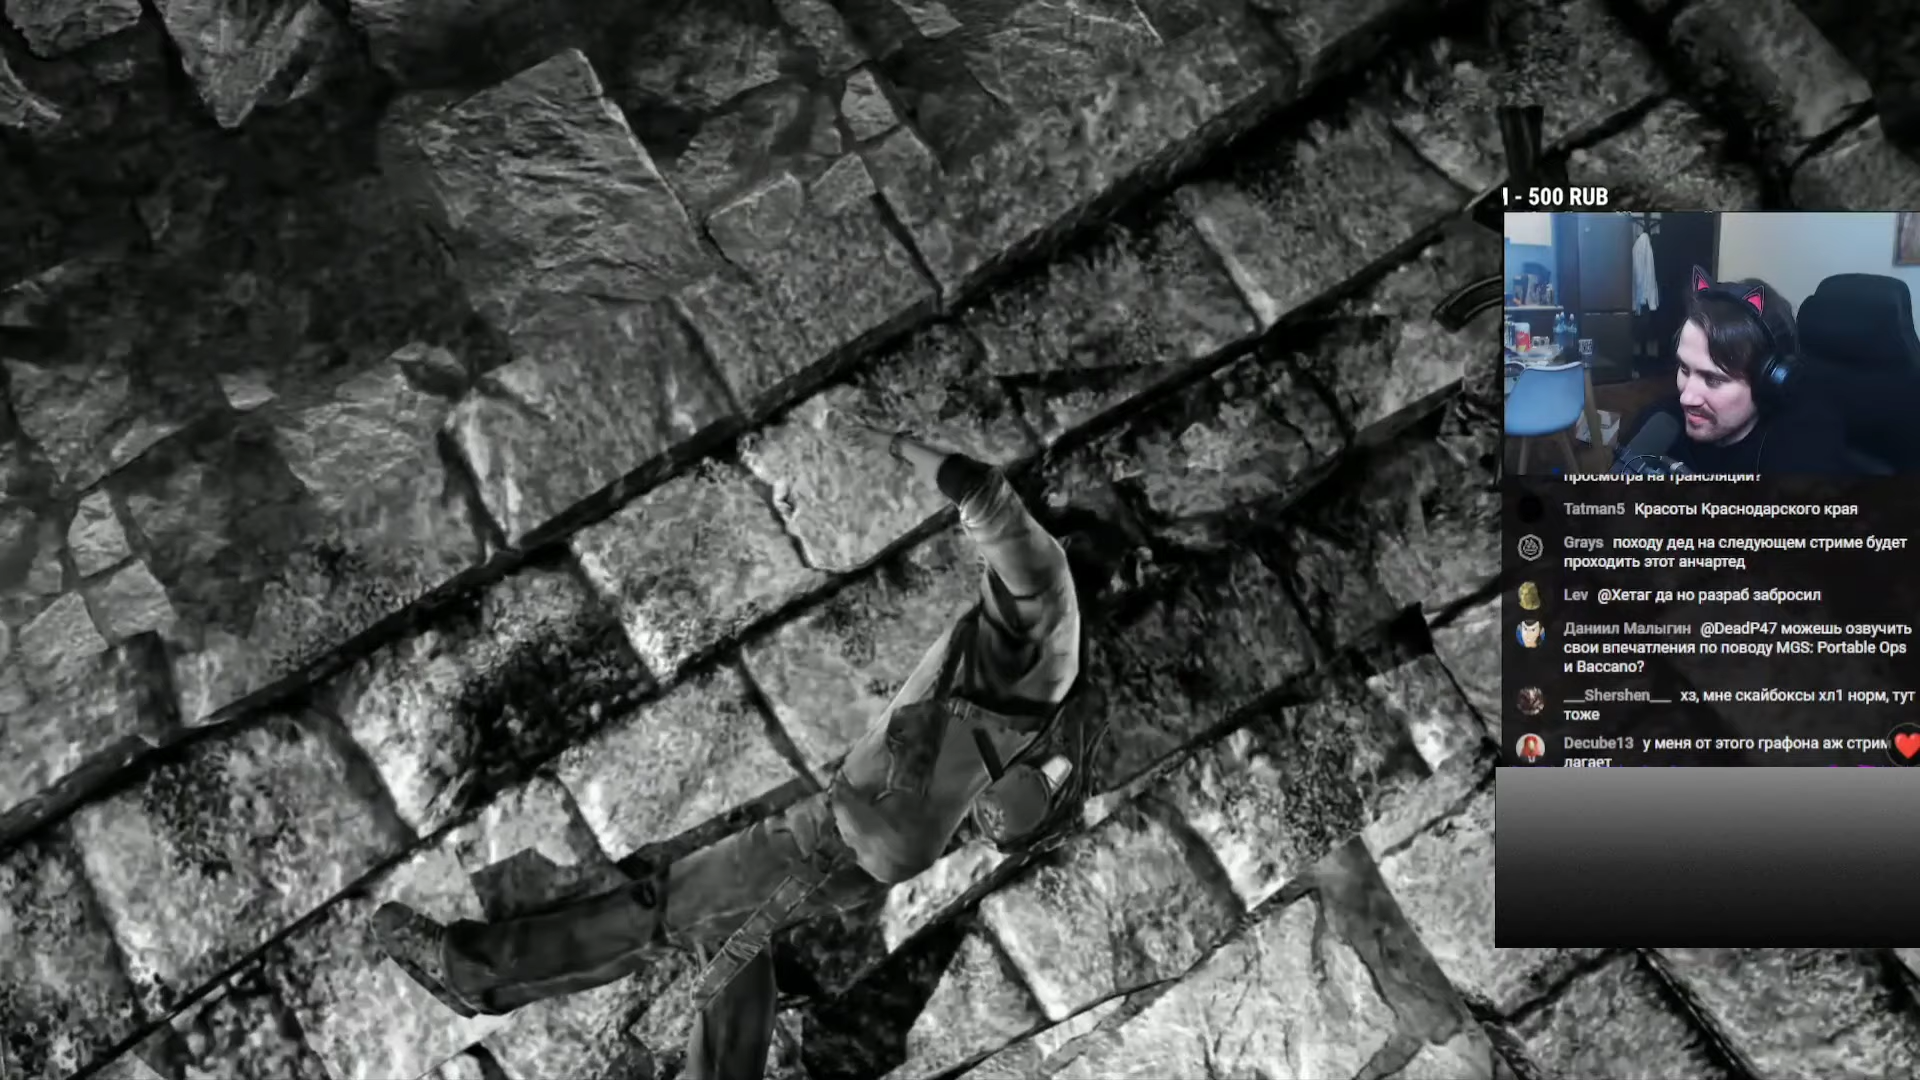 - 500 RUB
просмотра на трансляции?
Tatman5 Красоты Краснодарского края
Grays походу дед на следующем стриме будет
проходить этот анчартед
Lev @Хетаг да но разраб забросил
Даниил Малыгин @DeadP47 можешь озвучить
свои впечатления по поводу MGS: Portable Ops
и Baccano?
___Shershen___ хз, мне скайбоксы хл1 норм, тут
тоже
Decube13 у меня от этого графона аж стрим
лагает